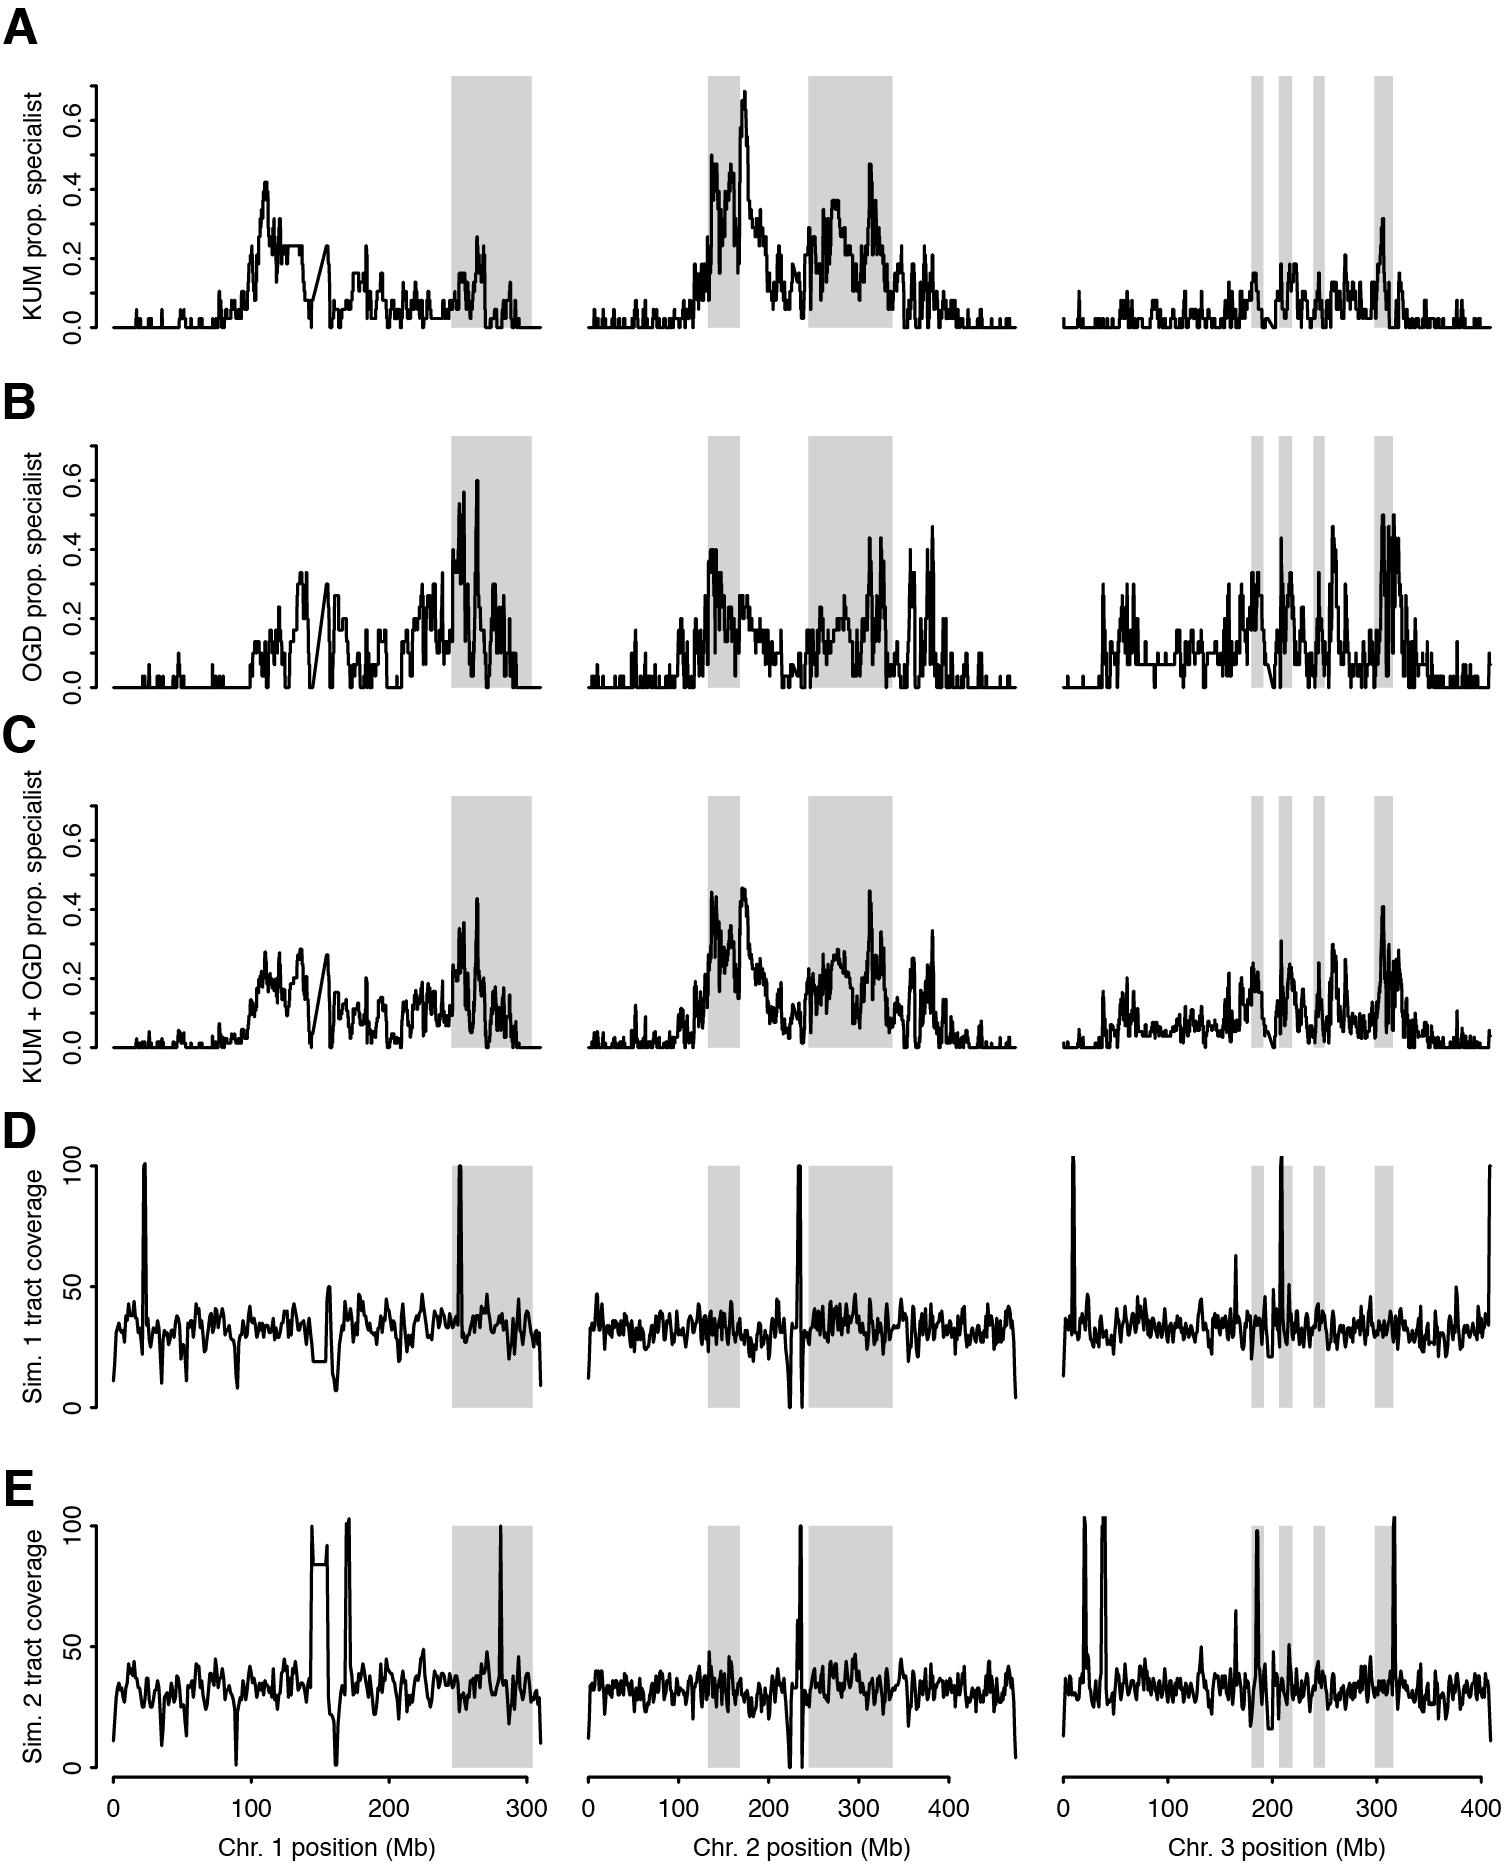 A
KUM prop. specialist
0.0 0.2 0.4 0.6
B
OGD prop. specialist
0.0 0.2 0.4 0.6
C
KUM + OGD prop. specialist
0.0 0.2 0.4 0.6
D
Sim. 1 tract coverage
0 50 100
E
Sim. 2 tract coverage
0 50 100
0 100 200 300 0 100 200 300 400 0 100 200 300 400
Chr. 1 position (Mb) Chr. 2 position (Mb) Chr. 3 position (Mb)